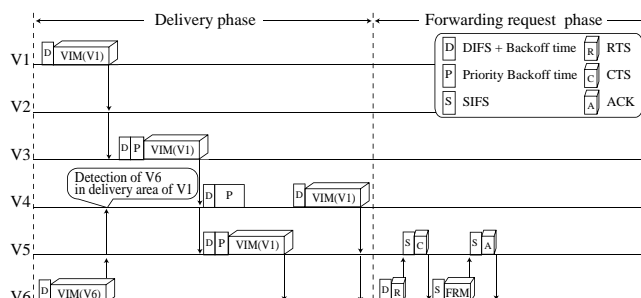 Delivery phase
Forwarding request phase
V1
D
VIM(V1)
D DIFS + Backoff time
R RTS
P Priority Backoff time
C CTS
S SIFS
A ACK
V2
V3
D P VIM(V1)
Detection of V6
in delivery area of V1
V4
D P
D VIM(V1)
V5
D P VIM(V1)
S C
S A
V6
D VIM(V6)
D R
S FRM